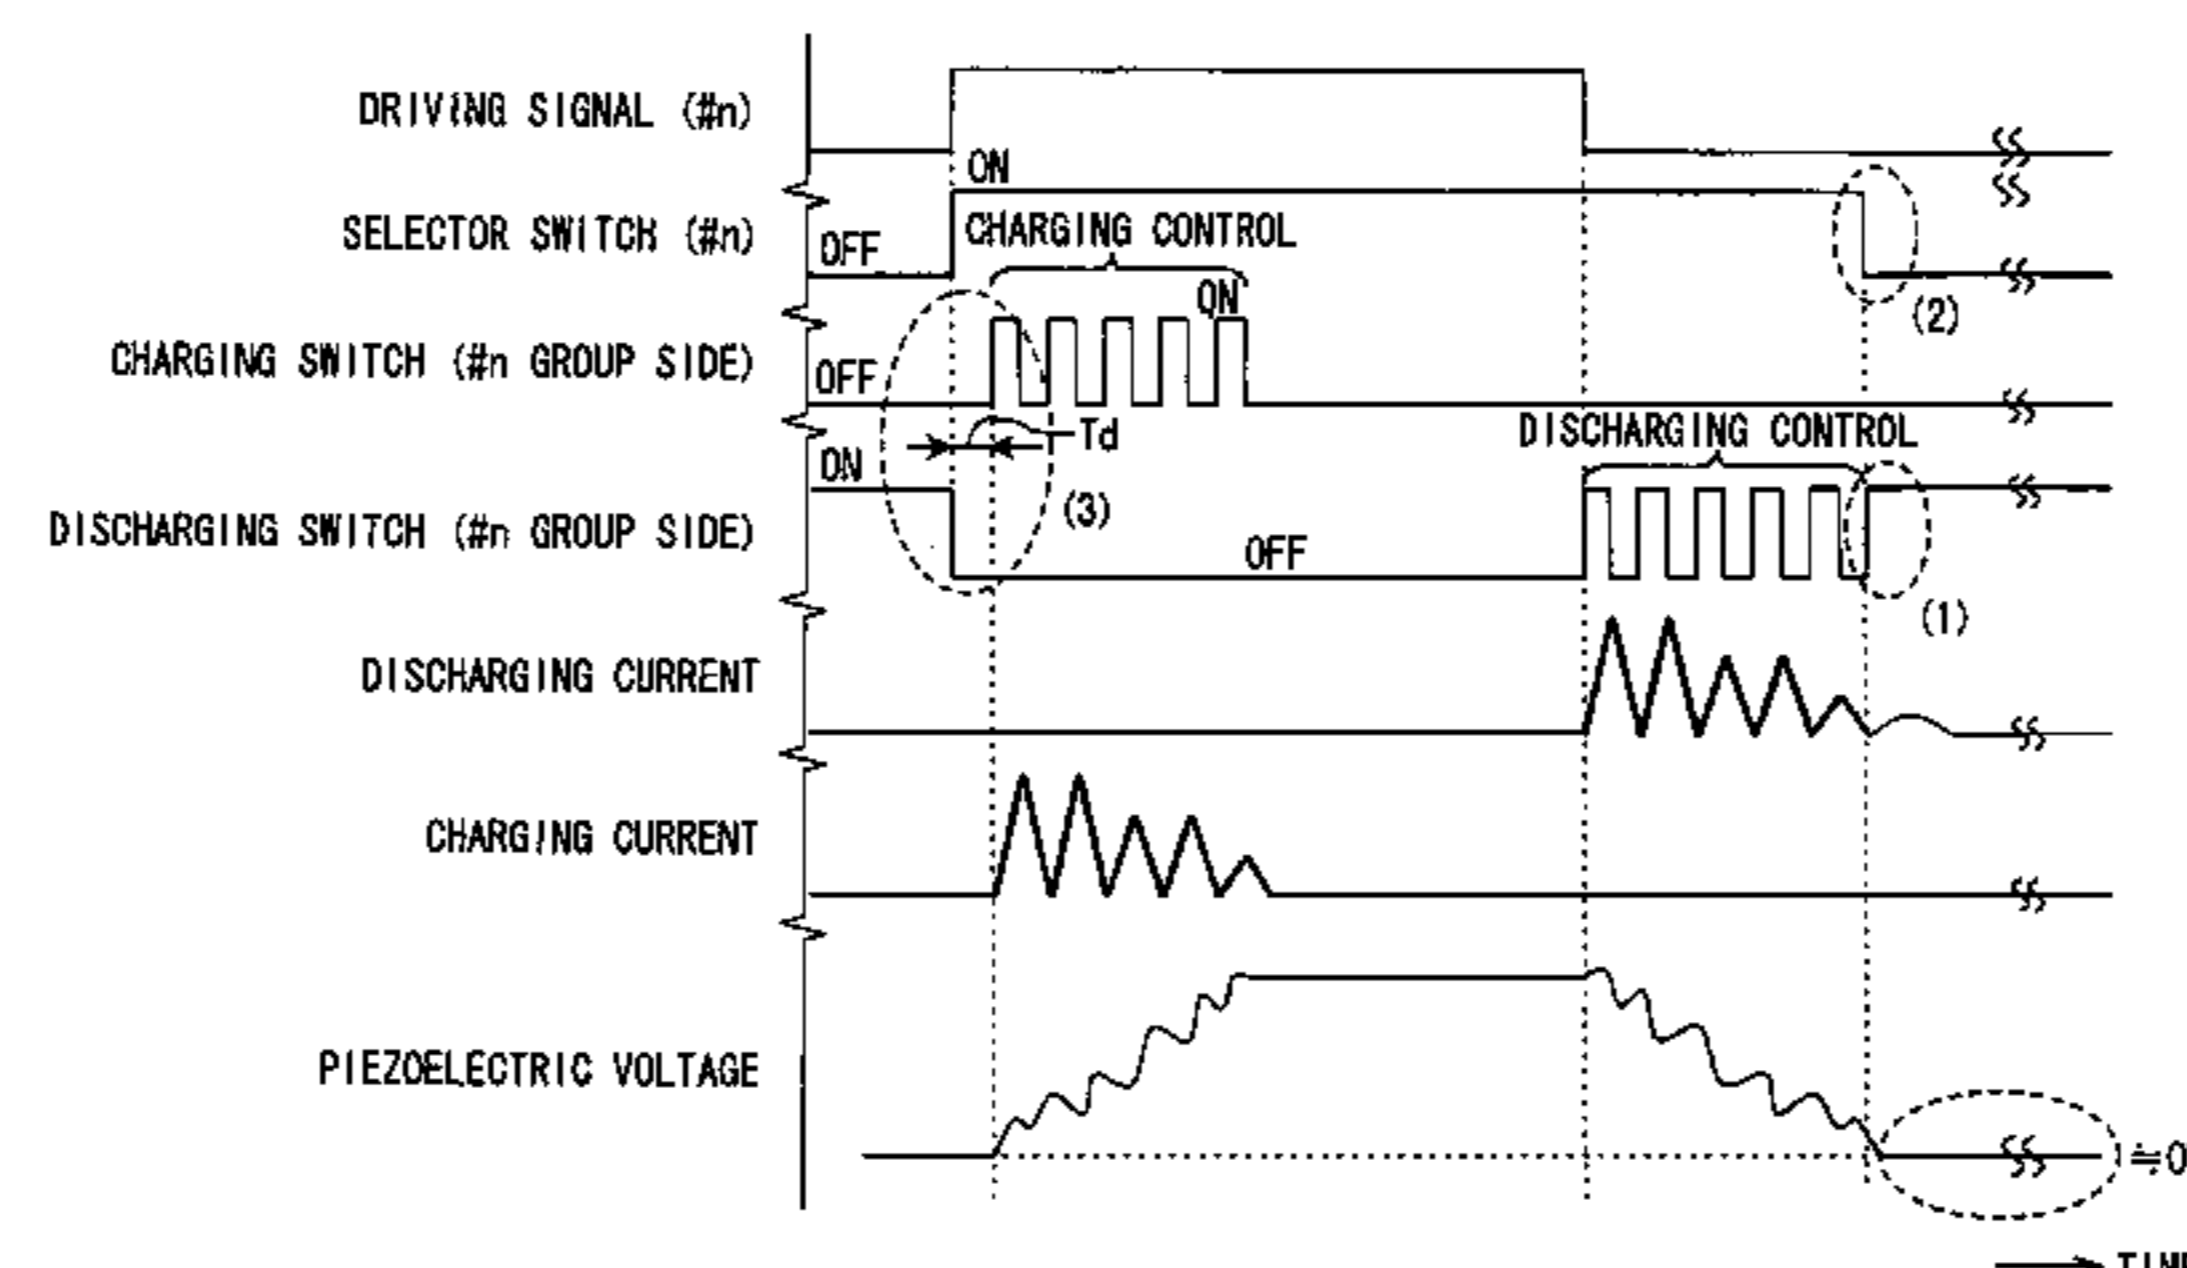 DRIVING SIGNAL (#n)
ON
SELECTOR SWITCH (#n)
OFF
CHARGING CONTROL
ON
(2)
CHARGING SWITCH (#n GROUP SIDE)
OFF
Td
DISCHARGING CONTROL
ON
(3)
DISCHARGING SWITCH (#n GROUP SIDE)
OFF
(1)
DISCHARGING CURRENT
CHARGING CURRENT
PIEZOELECTRIC VOLTAGE
≒0